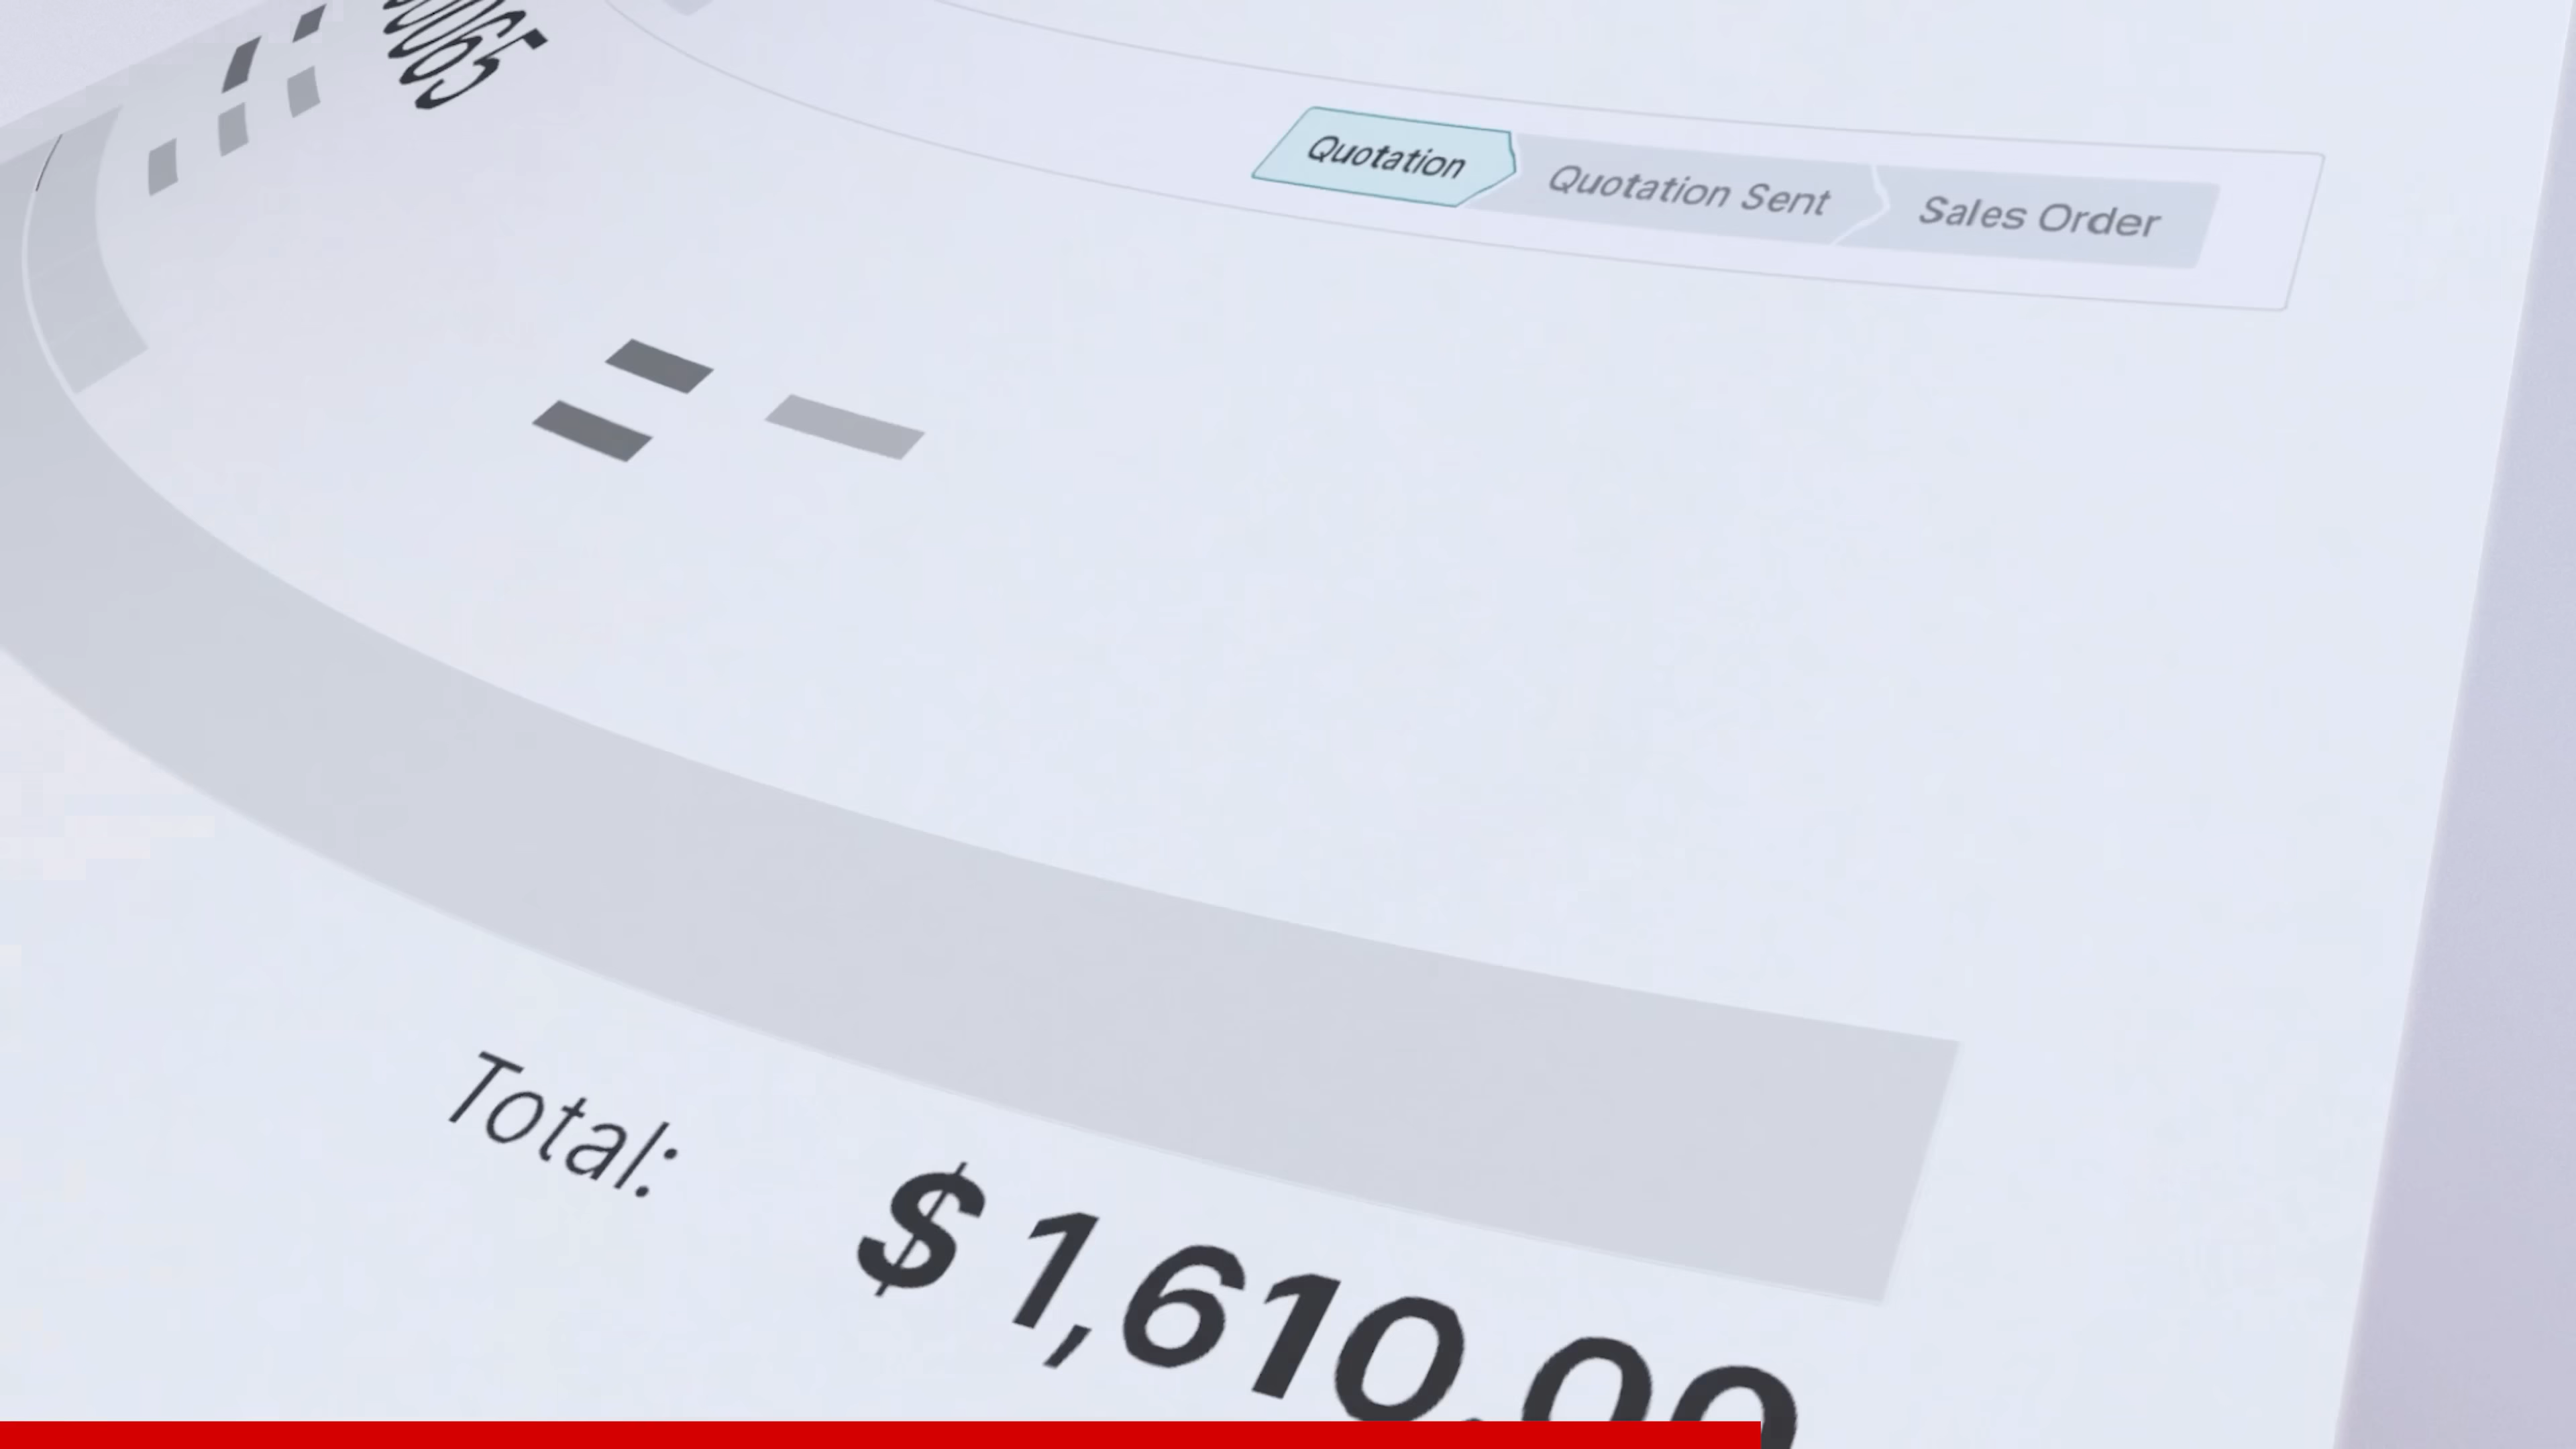 Quotation
Quotation Sent
Sales Order
Total:
$ 1,610.00